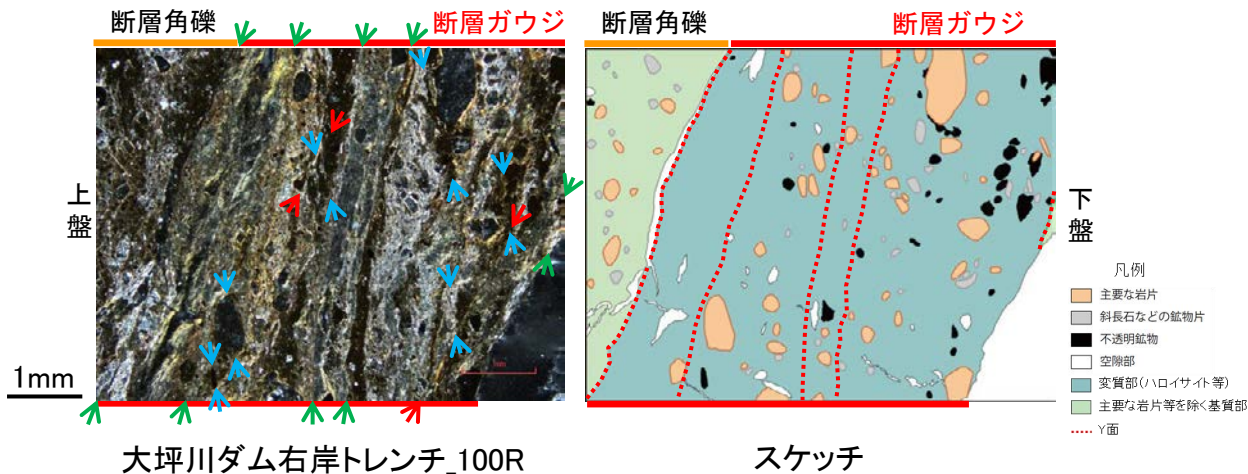 断層角礫
断層ガウジ
断層角礫
断層ガウジ
上盤
下盤
1mm
凡例
主要な岩片
斜長石などの鉱物片
不透明鉱物
空隙部
変質部(ハロイサイト等)
主要な岩片等を除く基質部
Y面
大坪川ダム右岸トレンチ_100R
スケッチ